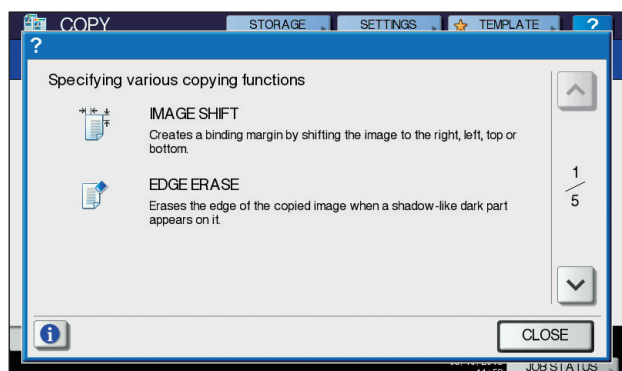 COPY STORAGE SETTINGS TEMPLATE ?
?
Specifying various copying functions
IMAGE SHIFT
Creates a binding margin by shifting the image to the right, left, top or
bottom.
EDGE ERASE
Erases the edge of the copied image when a shadow-like dark part
appears on it.
1
5
CLOSE
JOB STATUS